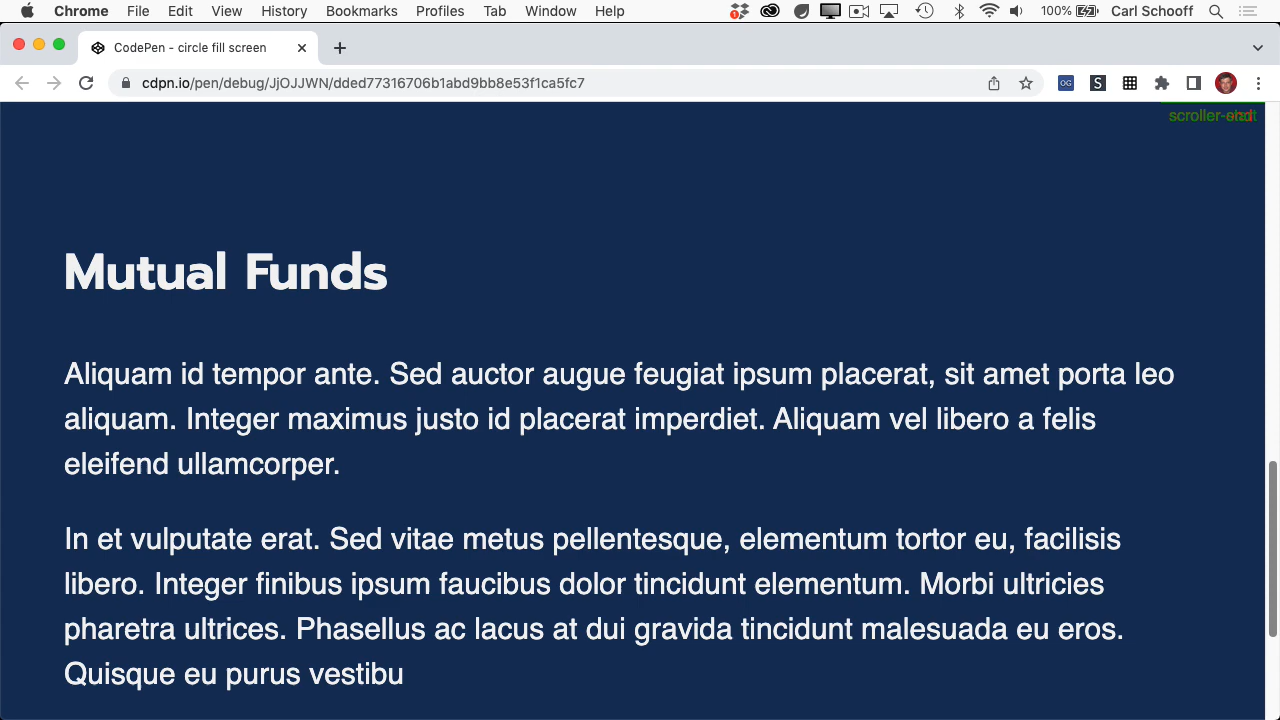 Chrome File Edit View History Bookmarks Profiles Tab Window Help 1 100% Carl Schooff
CodePen - circle fill screen
cdpn.io/pen/debug/JjOJJWN/dded77316706b1abd9bb8e53f1ca5fc7
OG S
Mutual Funds
Aliquam id tempor ante. Sed auctor augue feugiat ipsum placerat, sit amet porta leo
aliquam. Integer maximus justo id placerat imperdiet. Aliquam vel libero a felis
eleifend ullamcorper.
In et vulputate erat. Sed vitae metus pellentesque, elementum tortor eu, facilisis
libero. Integer finibus ipsum faucibus dolor tincidunt elementum. Morbi ultricies
pharetra ultrices. Phasellus ac lacus at dui gravida tincidunt malesuada eu eros.
Quisque eu purus vestibu